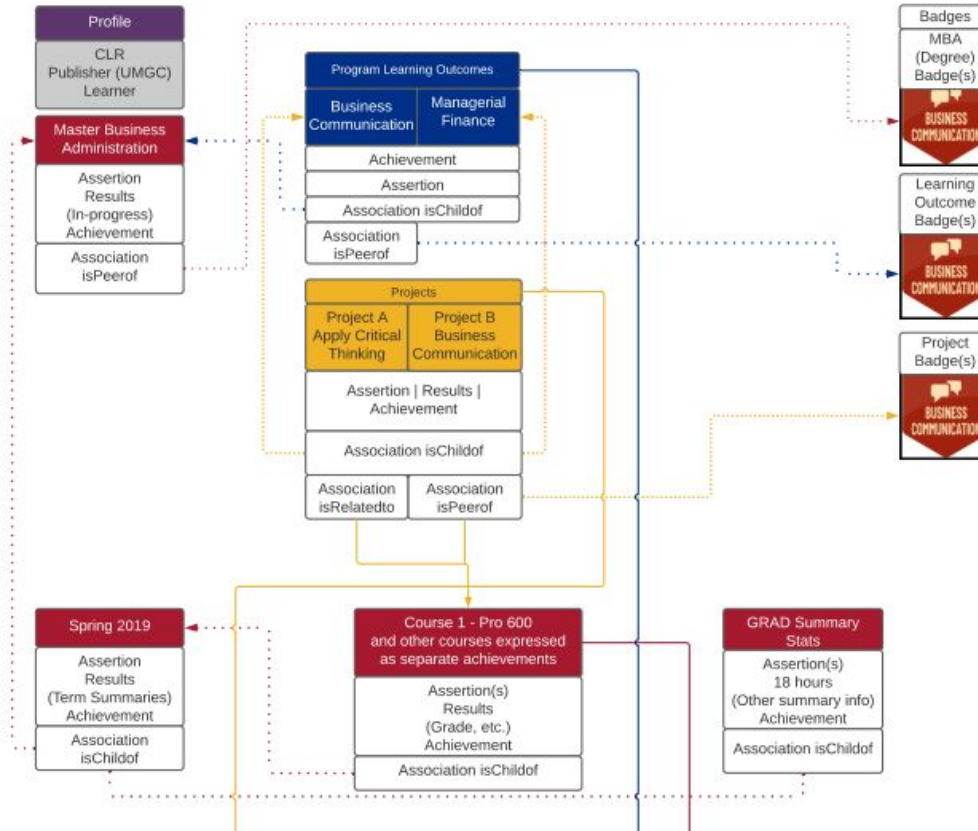 Profile
CLR
Publisher (UMGC)
Learner
Master Business
Administration
Assertion
Results
(In-progress)
Achievement
Association
isPeerof
Program Learning Outcomes
Business
Communication
Managerial
Finance
Achievement
Assertion
Association isChildof
Association
isPeerof
Projects
Project A
Apply Critical
Thinking
Project B
Business
Communication
Assertion | Results |
Achievement
Association isChildof
Association
isRelatedto
Association
isPeerof
Badges
MBA
(Degree)
Badge(s)
BUSINESS
COMMUNICATION
Learning
Outcome
Badge(s)
BUSINESS
COMMUNICATION
Project
Badge(s)
BUSINESS
COMMUNICATION
Spring 2019
Assertion
Results
(Term Summaries)
Achievement
Association
isChildof
Course 1 - Pro 600
and other courses expressed
as separate achievements
Assertion(s)
Results
(Grade, etc.)
Achievement
Association isChildof
GRAD Summary
Stats
Assertion(s)
18 hours
(Other summary info)
Achievement
Association isChildof